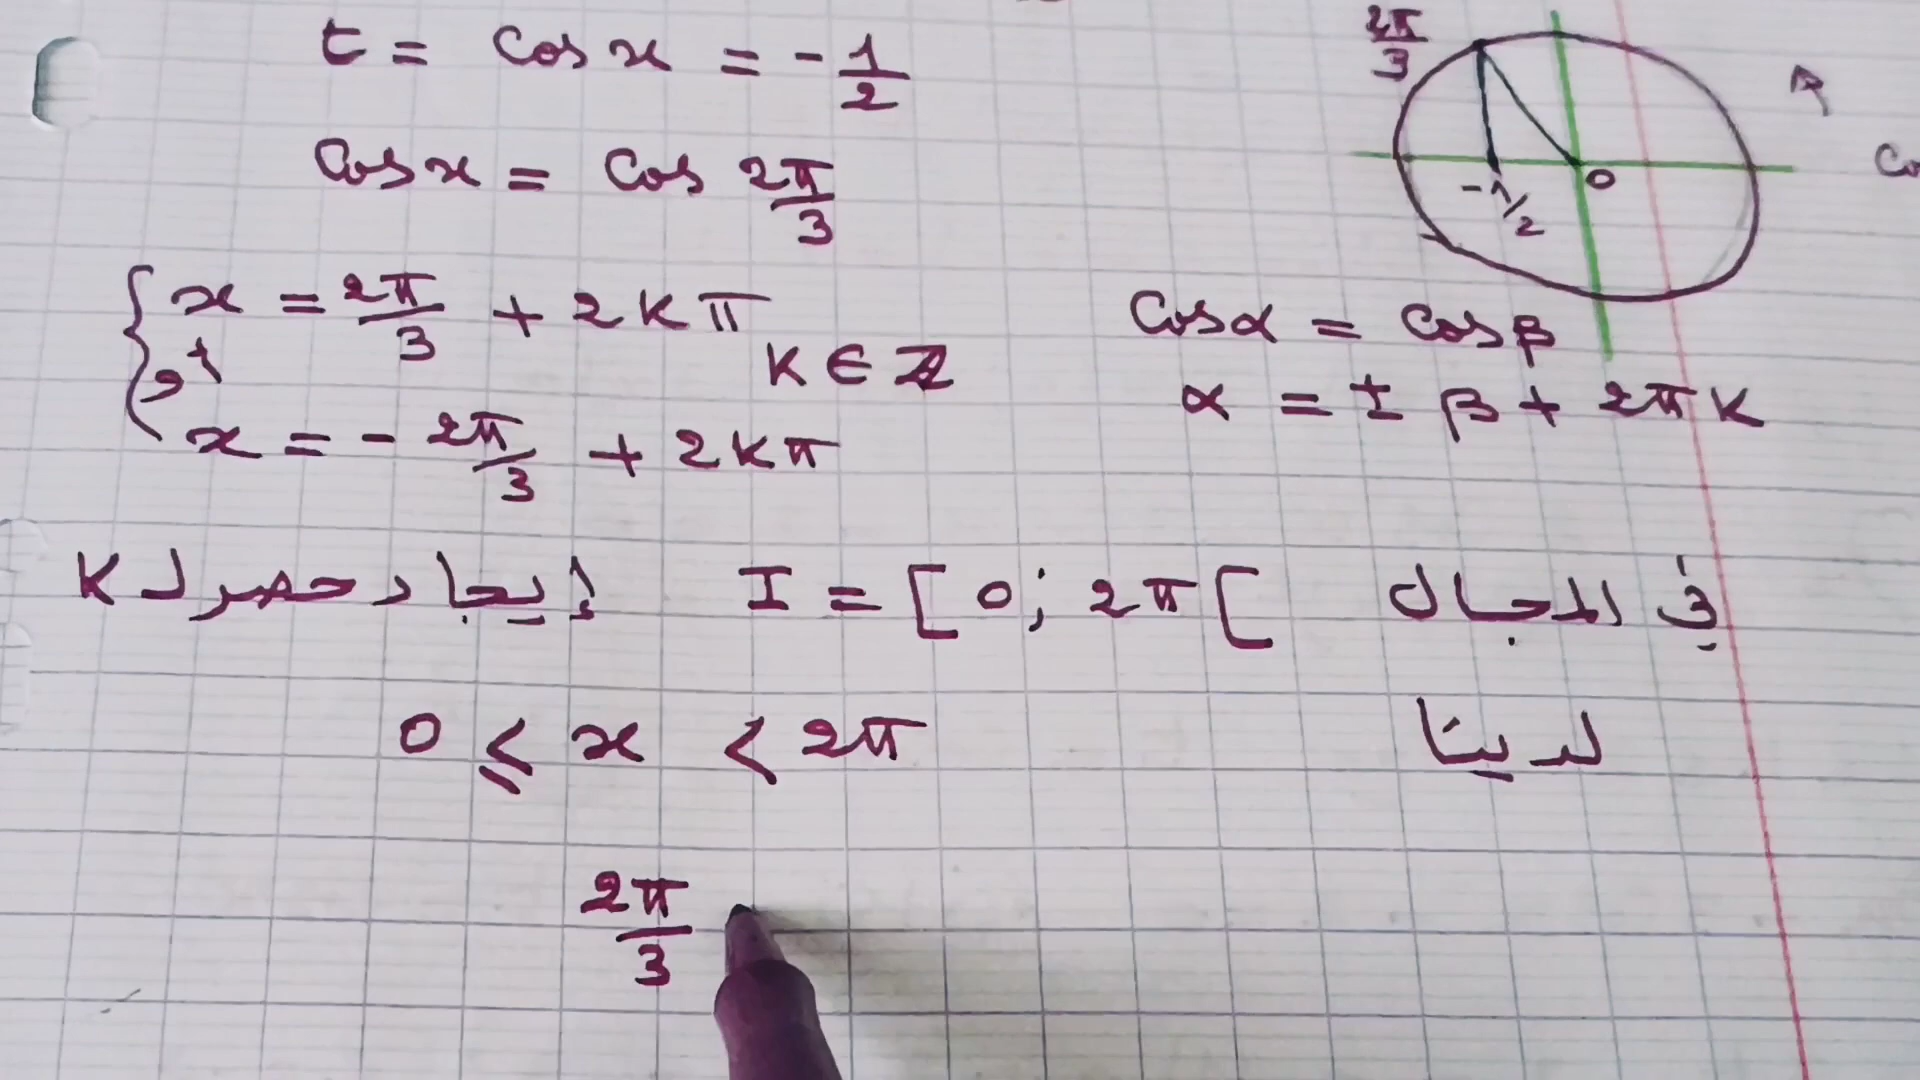 t = cos x = - 1/2
cos x = cos 2π/3
x = 2π/3 + 2kπ
أو
k ∈ ℤ
x = - 2π/3 + 2kπ
2π/3
-1/2
0
cos α = cos β
α = ± β + 2πk
في المجال I = [0; 2π[ إيجاد حصر لـ k
لدينا 0 ≤ x < 2π
2π/3